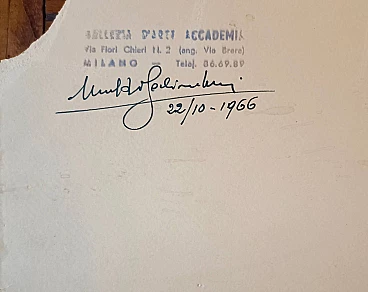 GALLERIA D'ARTE ACCADEMIA
Via Fiori Chiari N. 2 (ang. Via Brera)
MILANO - Telef. 86.69.89
22/10-1966